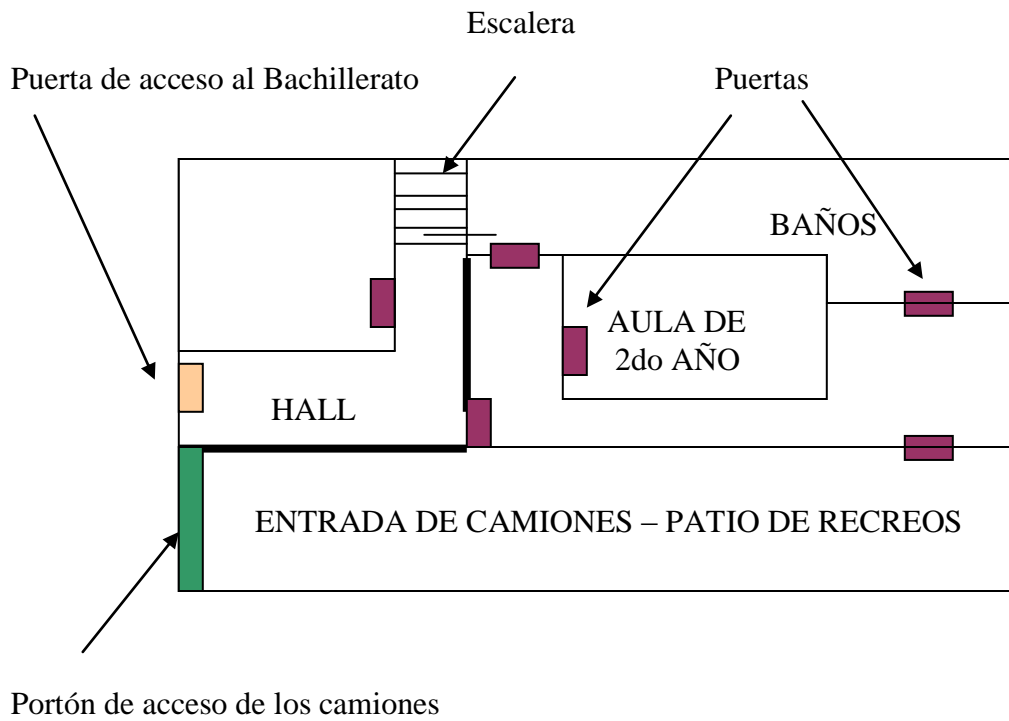 Escalera
Puerta de acceso al Bachillerato
Puertas
BAÑOS
AULA DE
2do AÑO
HALL
ENTRADA DE CAMIONES – PATIO DE RECREOS
Portón de acceso de los camiones